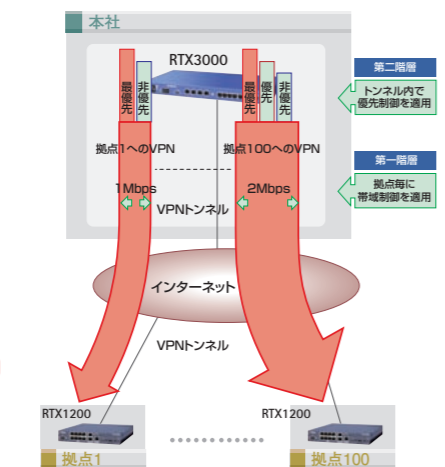 本社
RTX3000
最優先
非優先
最優先
優先
非優先
第二階層
トンネル内で
優先制御を適用
拠点1へのVPN
拠点100へのVPN
第一階層
拠点毎に
帯域制御を適用
1Mbps
2Mbps
VPNトンネル
インターネット
VPNトンネル
RTX1200
RTX1200
拠点1
拠点100